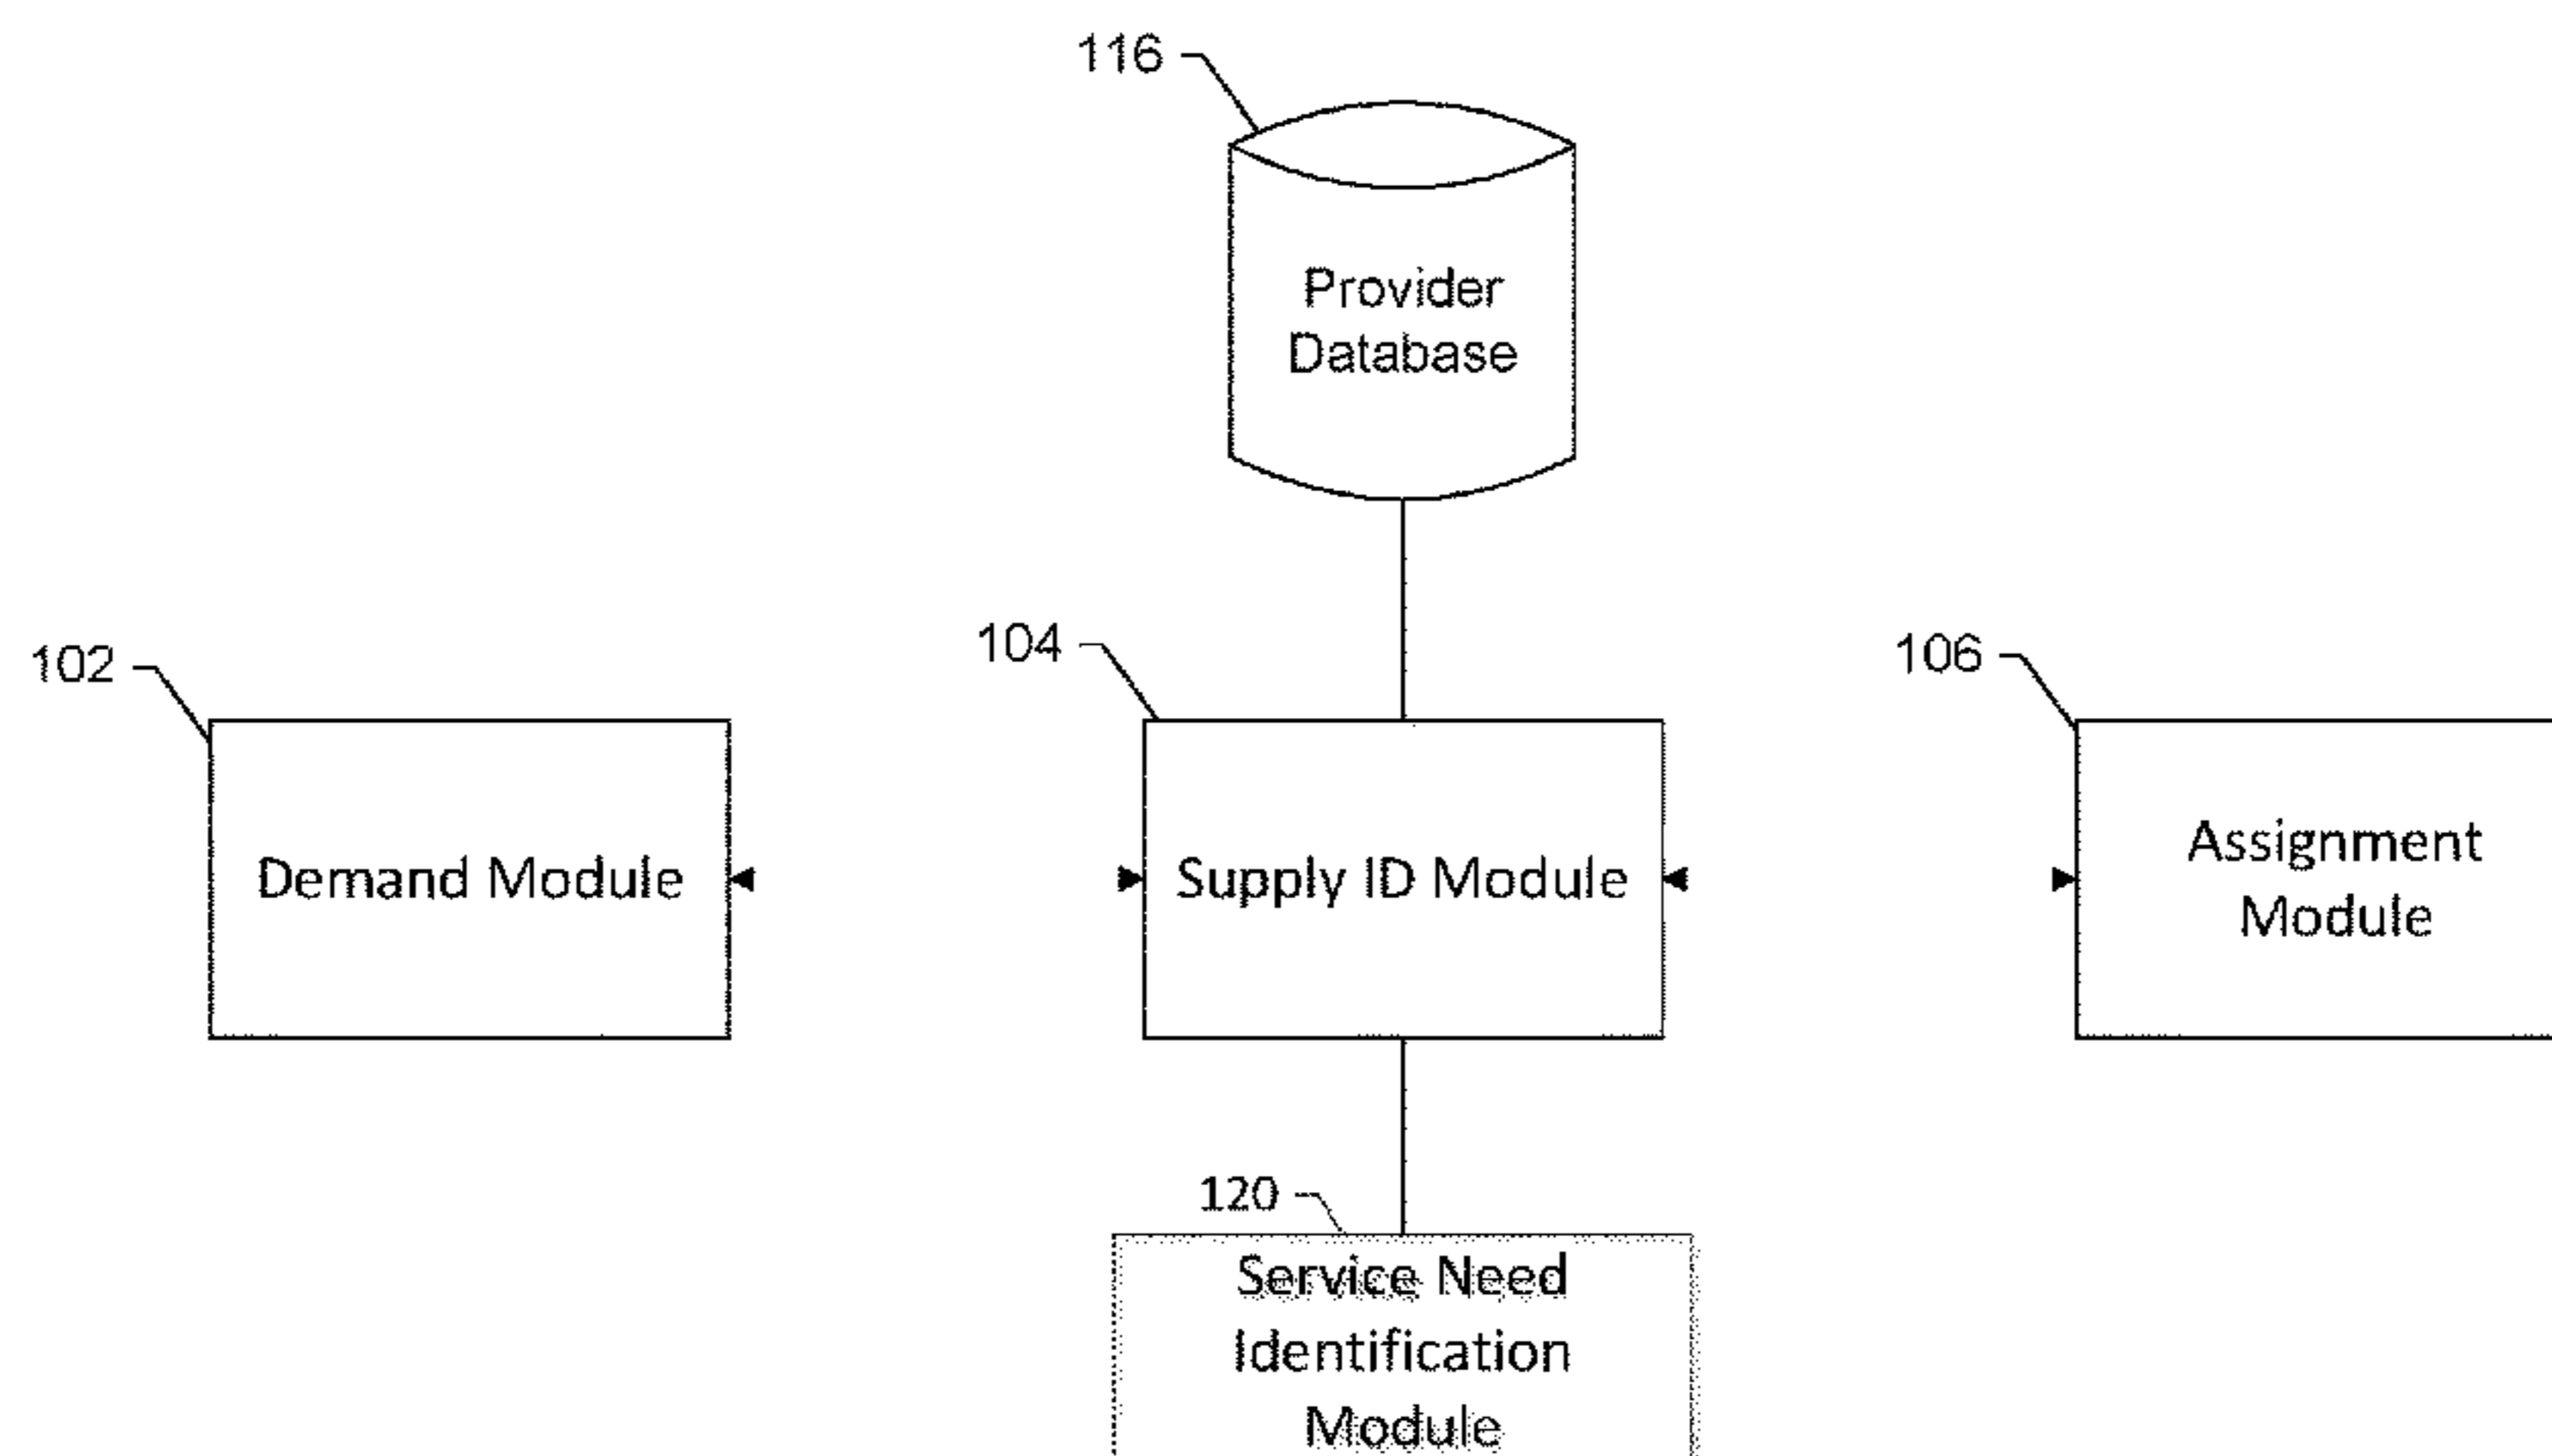 116
Provider
Database
102
104
106
Demand Module
Supply ID Module
Assignment
Module
120
Service Need
Identification
Module